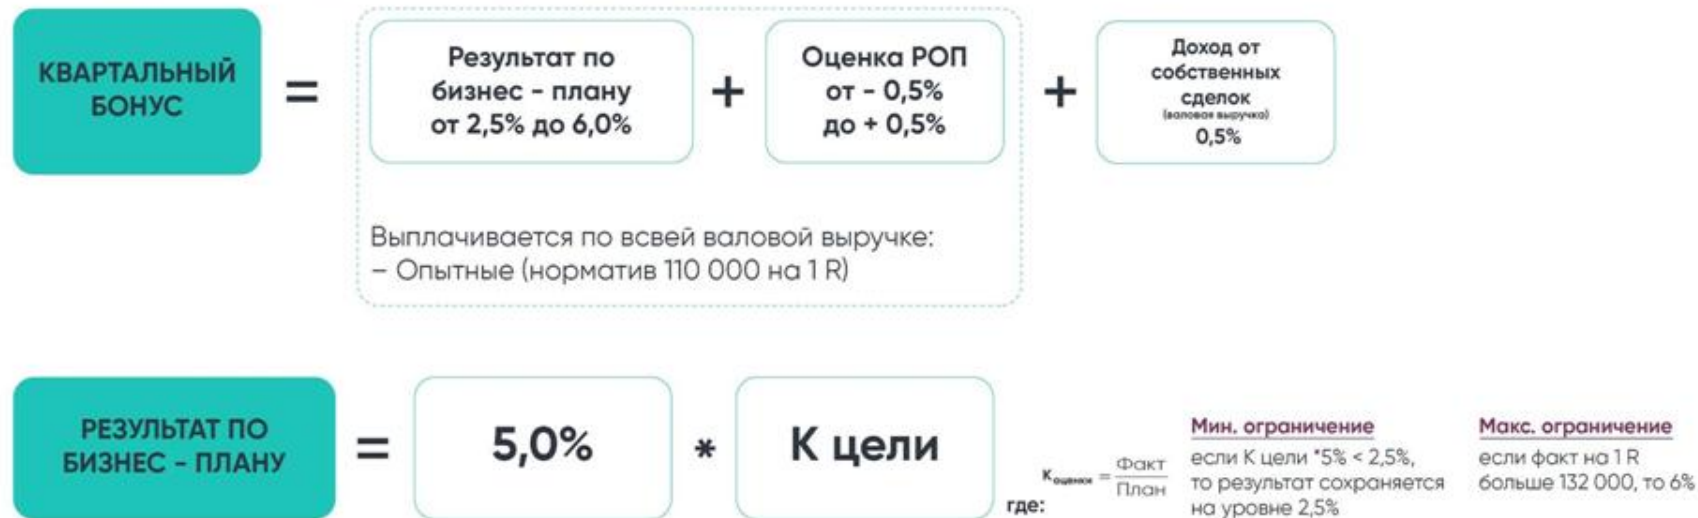 КВАРТАЛЬНЫЙ
БОНУС
=
Результат по
бизнес - плану
от 2,5% до 6,0%
+
Оценка РОП
от - 0,5%
до + 0,5%
+
Доход от
собственных
сделок
(валовая выручка)
0,5%
Выплачивается по всвей валовой выручке:
– Опытные (норматив 110 000 на 1 R)
РЕЗУЛЬТАТ ПО
БИЗНЕС - ПЛАНУ
=
5,0%
*
К цели
где:
К оценки = Факт
План
Мин. ограничение
если К цели *5% < 2,5%,
то результат сохраняется
на уровне 2,5%
Макс. ограничение
если факт на 1 R
больше 132 000, то 6%